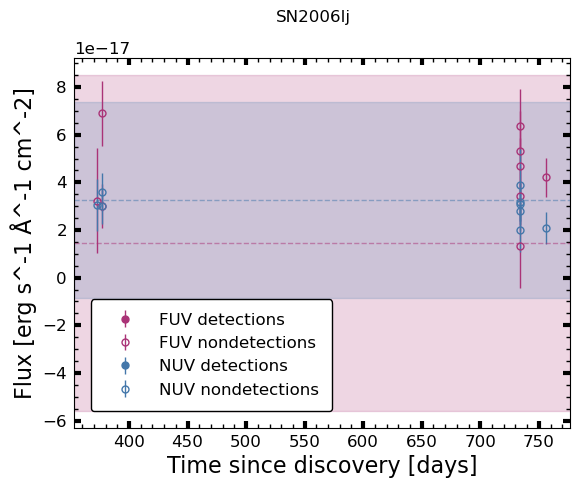 SN2006lj
1e−17
8
6
4
2
0
−2
−4
−6
Flux [erg s^-1 Å^-1 cm^-2]
FUV detections
FUV nondetections
NUV detections
NUV nondetections
400 450 500 550 600 650 700 750
Time since discovery [days]